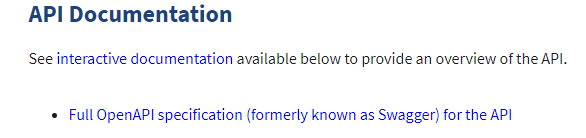 API Documentation
See interactive documentation available below to provide an overview of the API.
Full OpenAPI specification (formerly known as Swagger) for the API